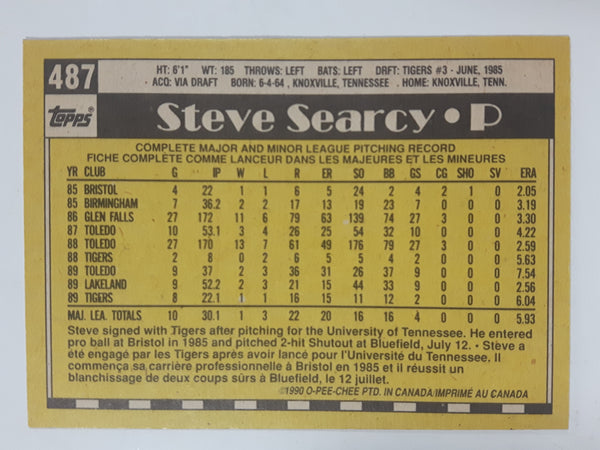 487
HT: 6'1" WT: 185 THROWS: LEFT BATS: LEFT DRFT: TIGERS #3 - JUNE, 1985
ACQ: VIA DRAFT BORN: 6-4-64, KNOXVILLE, TENNESSEE . HOME: KNOXVILLE, TENN.
Topps®
Steve Searcy • P
COMPLETE MAJOR AND MINOR LEAGUE PITCHING RECORD
FICHE COMPLÈTE COMME LANCEUR DANS LES MAJEURES ET LES MINEURES
YR CLUB G IP W L R ER SO BB GS CG SHO SV ERA
85 BRISTOL 4 22 1 1 6 5 24 2 4 2 1 0 2.05
85 BIRMINGHAM 7 36.2 2 2 17 13 19 23 7 0 0 0 3.19
86 GLEN FALLS 27 172 11 6 79 63 139 74 27 3 0 0 3.30
87 TOLEDO 10 53.1 3 4 26 25 54 32 10 0 0 0 4.22
88 TOLEDO 27 170 13 7 61 49 176 79 27 3 0 0 2.59
88 TIGERS 2 8 0 2 6 5 5 4 2 0 0 0 5.63
89 TOLEDO 9 37 2 3 36 31 26 37 9 0 0 0 7.54
89 LAKELAND 9 52.2 2 3 21 15 44 33 9 0 0 0 2.56
89 TIGERS 8 22.1 1 1 16 15 11 12 2 0 0 0 6.04
MAJ. LEA. TOTALS 10 30.1 1 3 22 20 16 16 4 0 0 0 5.93
Steve signed with Tigers after pitching for the University of Tennessee. He entered
pro ball at Bristol in 1985 and pitched 2-hit Shutout at Bluefield, July 12. • Steve a
été engagé par les Tigers après avoir lancé pour l'Université du Tennessee. Il
commença sa carrière professionnelle à Bristol en 1985 et il réussit un
blanchissage de deux coups sûrs à Bluefield, le 12 juillet.
©1990 O-PEE-CHEE PTD. IN CANADA/IMPRIMÉ AU CANADA